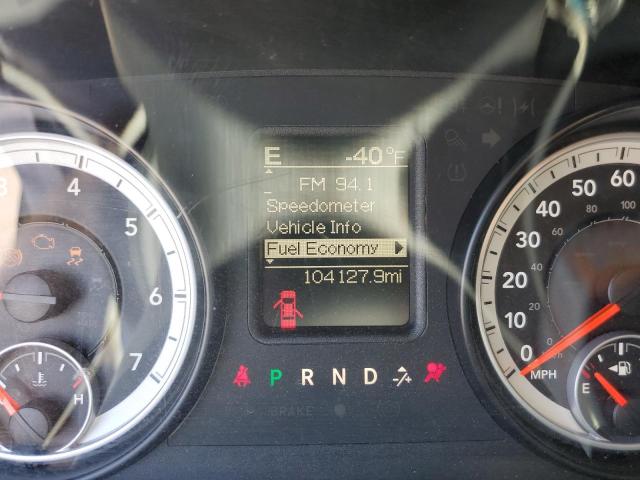 E -40°F
FM 94.1
Speedometer
Vehicle Info
Fuel Economy
104127.9mi
P R N D
BRAKE
3 4 5 6 7
H
0 10 20 30 40 50 60
80 100
MPH
E